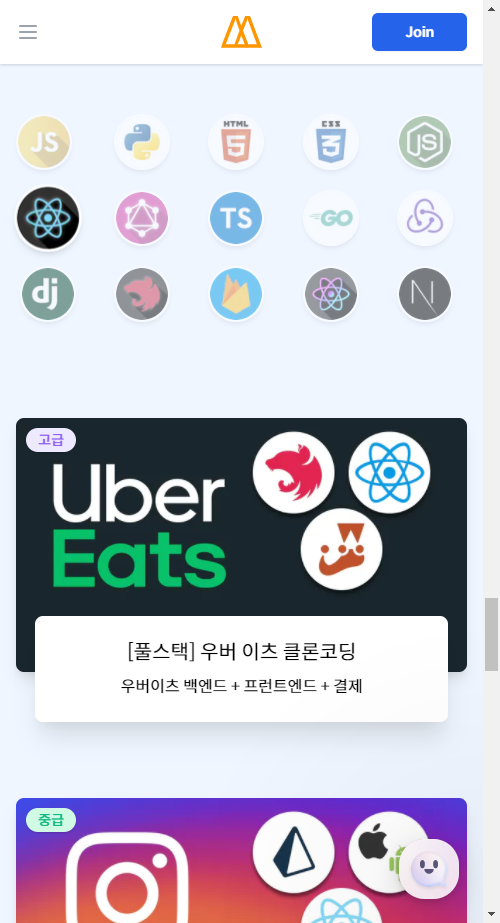 Join
JS
HTML
5
CSS
3
JS
TS
GO
dj
N
고급
Uber
Eats
[풀스택] 우버 이츠 클론코딩
우버이츠 백엔드 + 프런트엔드 + 결제
중급